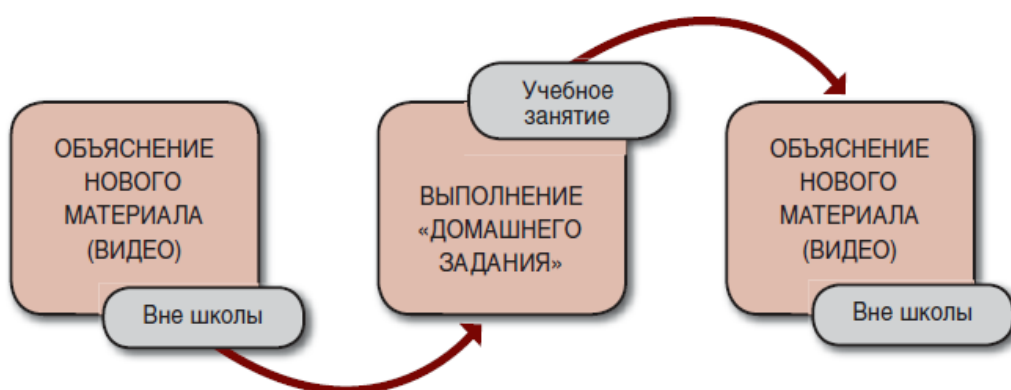 ОБЪЯСНЕНИЕ
НОВОГО
МАТЕРИАЛА
(ВИДЕО)
Вне школы
Учебное
занятие
ВЫПОЛНЕНИЕ
«ДОМАШНЕГО
ЗАДАНИЯ»
ОБЪЯСНЕНИЕ
НОВОГО
МАТЕРИАЛА
(ВИДЕО)
Вне школы